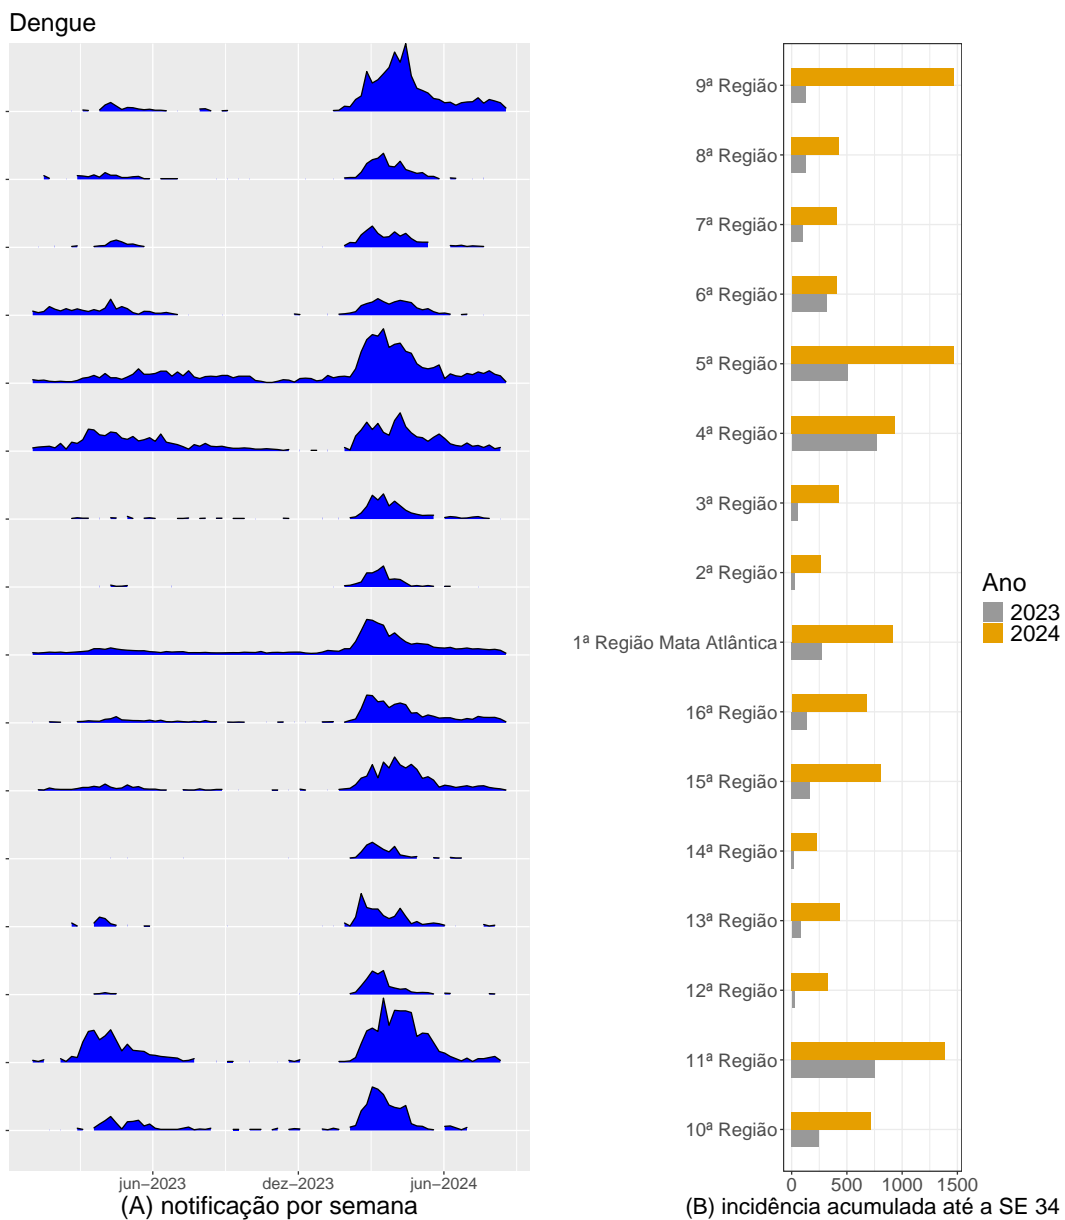 Dengue
9ª Região
8ª Região
7ª Região
6ª Região
5ª Região
4ª Região
3ª Região
2ª Região
1ª Região Mata Atlântica
16ª Região
15ª Região
14ª Região
13ª Região
12ª Região
11ª Região
10ª Região
Ano
2023
2024
jun−2023 dez−2023 jun−2024
0 500 1000 1500
(A) notificação por semana
(B) incidência acumulada até a SE 34